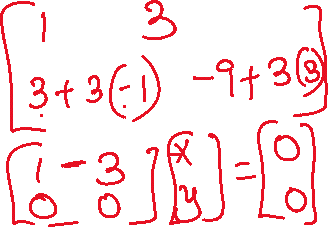 [1 3
3+3(-1) -9+3(3)]
[1 -3
0 0] [x
y] = [0
0]